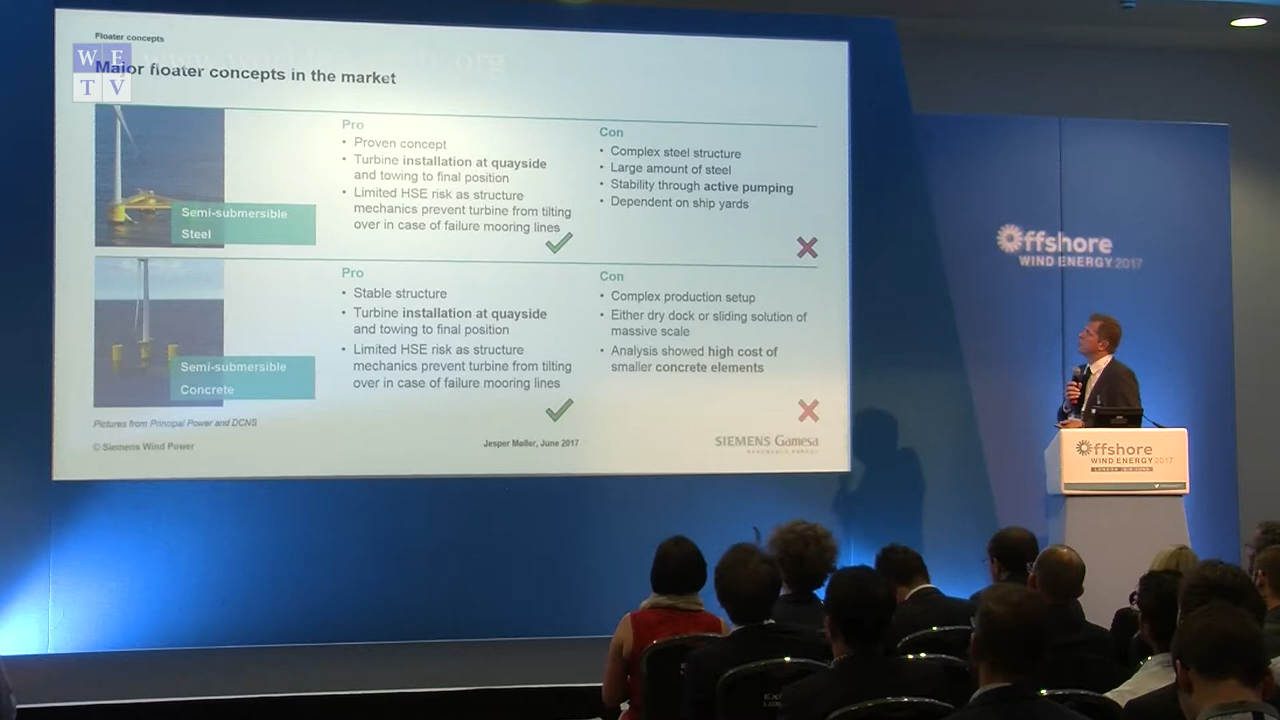 Floater concepts
W E
T V
Major floater concepts in the market
Pro
• Proven concept
• Turbine installation at quayside
and towing to final position
• Limited HSE risk as structure
mechanics prevent turbine from tilting
over in case of failure mooring lines
Con
• Complex steel structure
• Large amount of steel
• Stability through active pumping
• Dependent on ship yards
Semi-submersible
Steel
Pro
• Stable structure
• Turbine installation at quayside
and towing to final position
• Limited HSE risk as structure
mechanics prevent turbine from tilting
over in case of failure mooring lines
Con
• Complex production setup
• Either dry dock or sliding solution of
massive scale
• Analysis showed high cost of
smaller concrete elements
Semi-submersible
Concrete
Pictures from Principal Power and DCNS
© Siemens Wind Power
Jesper Møller, June 2017
SIEMENS Gamesa
RENEWABLE ENERGY
Offshore
WIND ENERGY 2017
Offshore
WIND ENERGY 2017